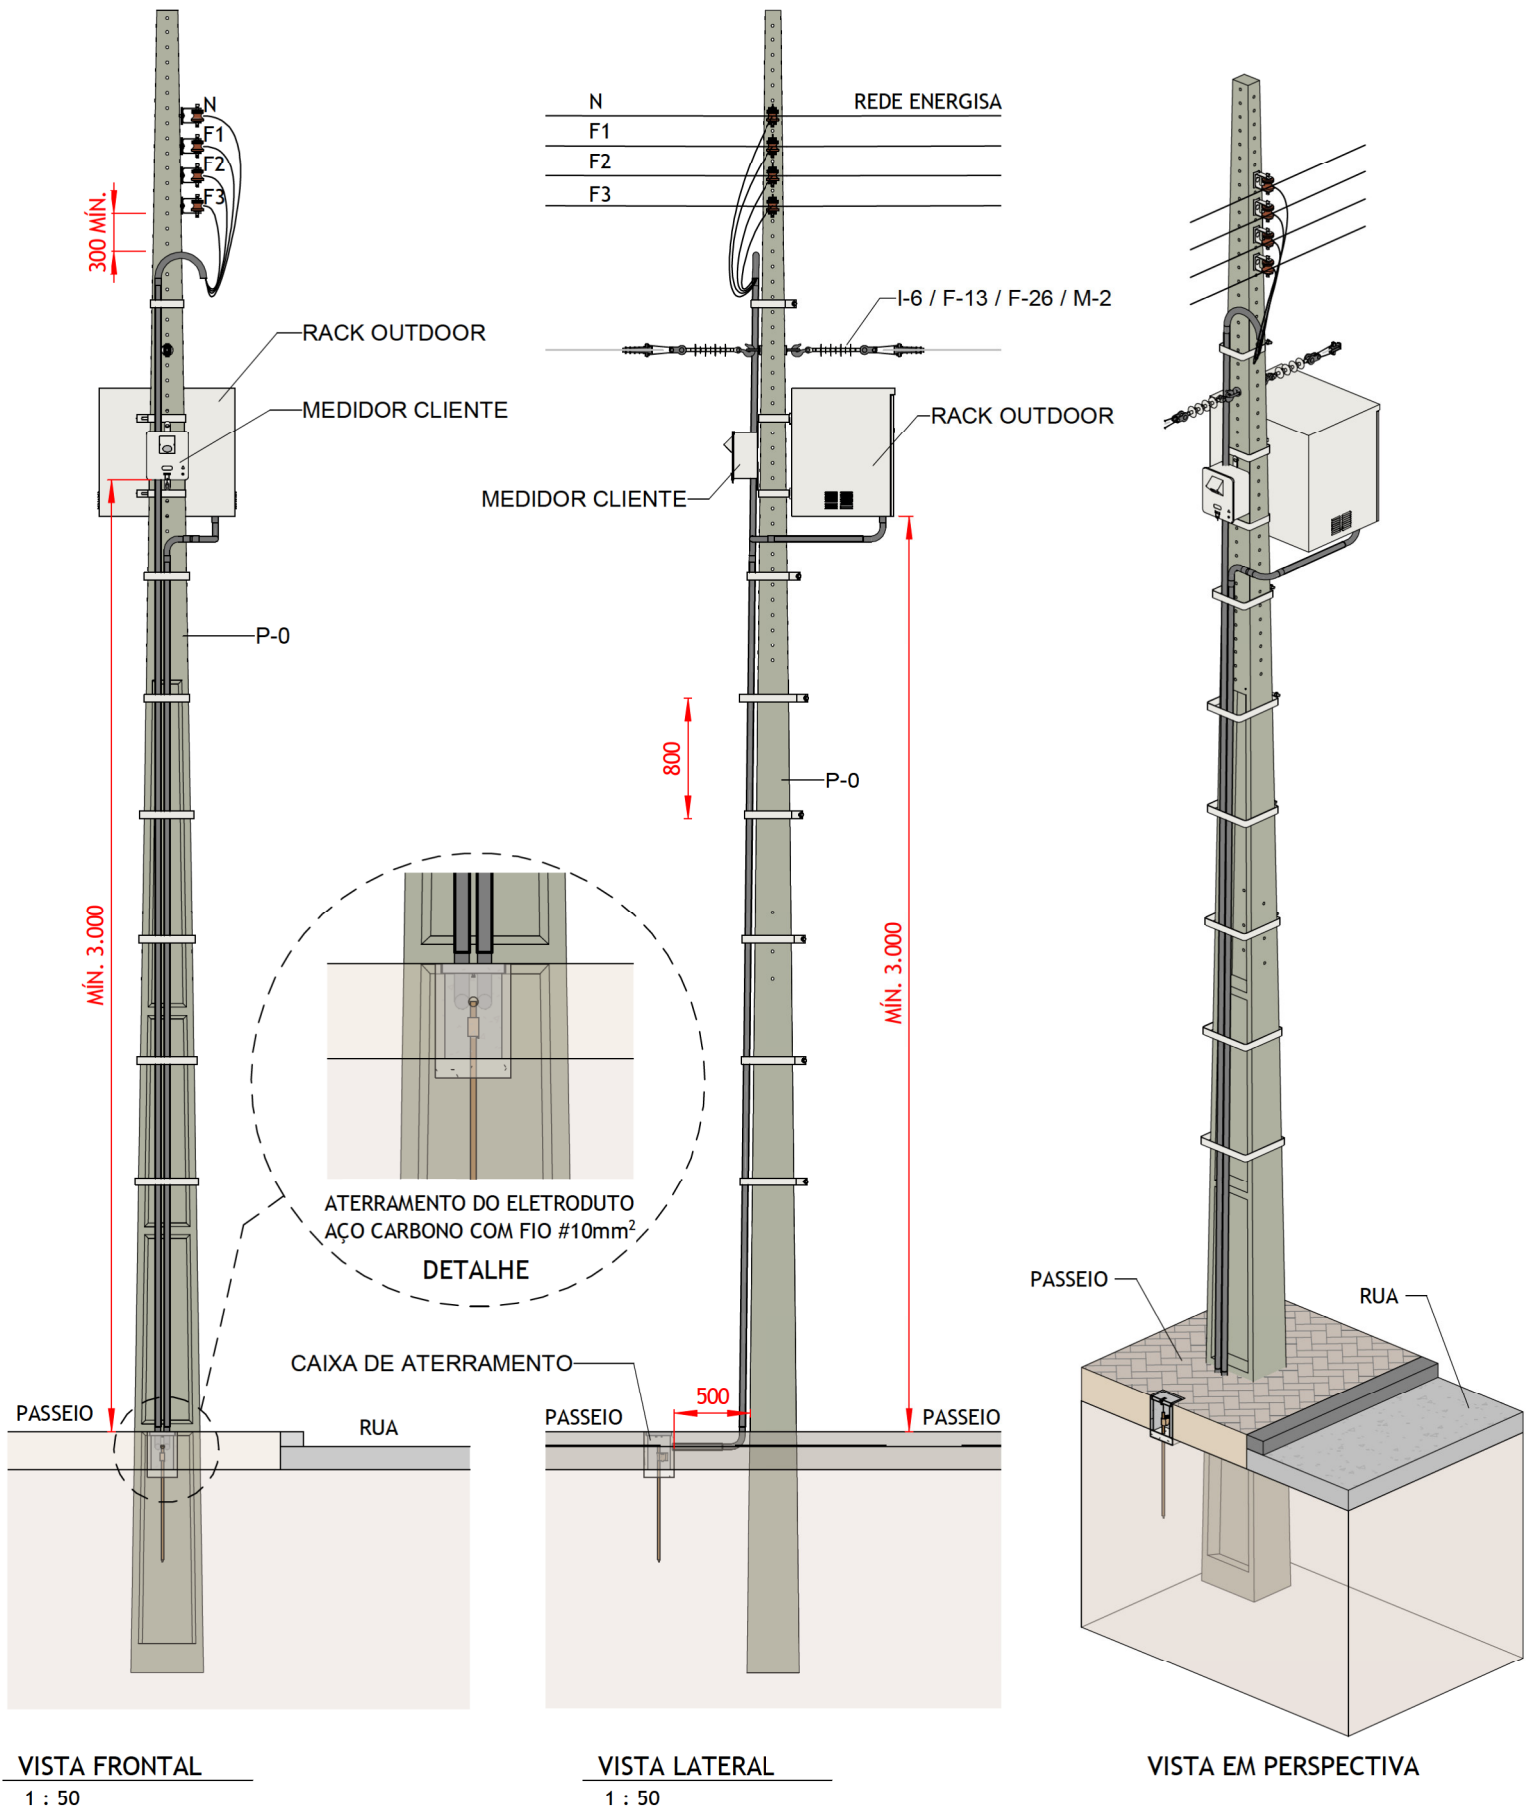 N
F1
F2
F3
300 MÍN.
RACK OUTDOOR
MEDIDOR CLIENTE
P-0
MÍN. 3.000
PASSEIO
RUA
VISTA FRONTAL
1 : 50
ATERRAMENTO DO ELETRODUTO
AÇO CARBONO COM FIO #10mm²
DETALHE
N
REDE ENERGISA
F1
F2
F3
I-6 / F-13 / F-26 / M-2
RACK OUTDOOR
MEDIDOR CLIENTE
800
P-0
MÍN. 3.000
CAIXA DE ATERRAMENTO
500
PASSEIO
PASSEIO
VISTA LATERAL
1 : 50
PASSEIO
RUA
VISTA EM PERSPECTIVA